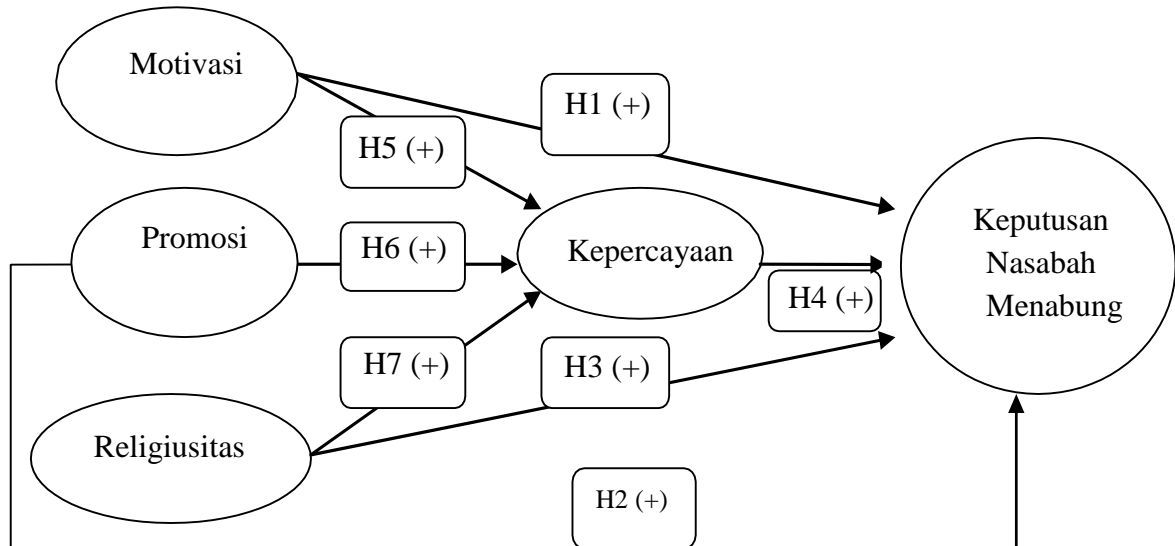 Motivasi
H1 (+)
H5 (+)
Promosi
H6 (+)
Kepercayaan
Keputusan
Nasabah
Menabung
H4 (+)
H7 (+)
H3 (+)
Religiusitas
H2 (+)